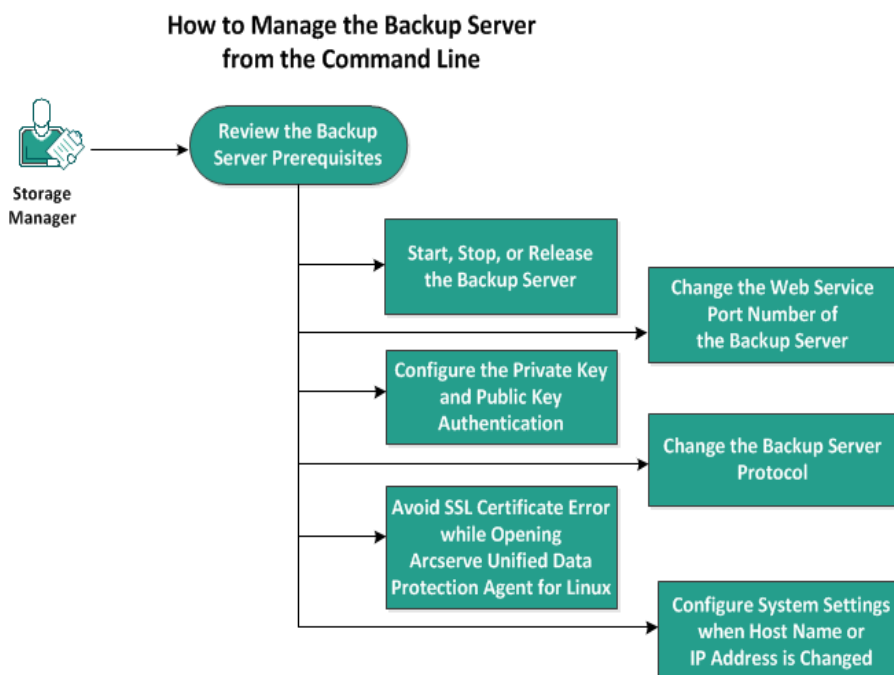 How to Manage the Backup Server
from the Command Line
Storage
Manager
Review the Backup
Server Prerequisites
Start, Stop, or Release
the Backup Server
Change the Web Service
Port Number of
the Backup Server
Configure the Private Key
and Public Key
Authentication
Change the Backup Server
Protocol
Avoid SSL Certificate Error
while Opening
Arcserve Unified Data
Protection Agent for Linux
Configure System Settings
when Host Name or
IP Address is Changed